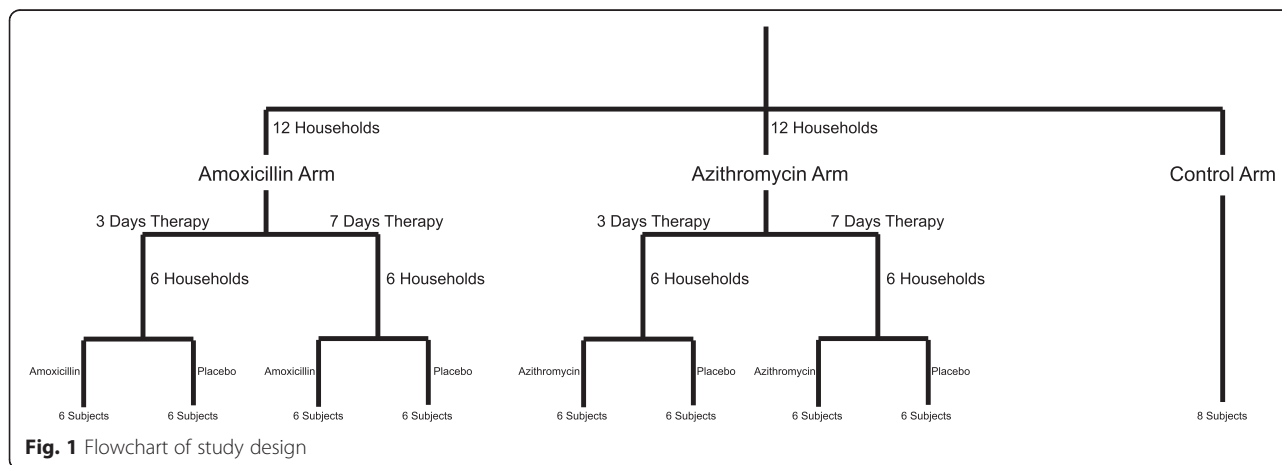 12 Households 12 Households
Amoxicillin Arm Azithromycin Arm Control Arm
3 Days Therapy 7 Days Therapy 3 Days Therapy 7 Days Therapy
6 Households 6 Households 6 Households 6 Households
Amoxicillin Placebo Amoxicillin Placebo Azithromycin Placebo Azithromycin Placebo
6 Subjects 6 Subjects 6 Subjects 6 Subjects 6 Subjects 6 Subjects 6 Subjects 6 Subjects 8 Subjects
Fig. 1 Flowchart of study design